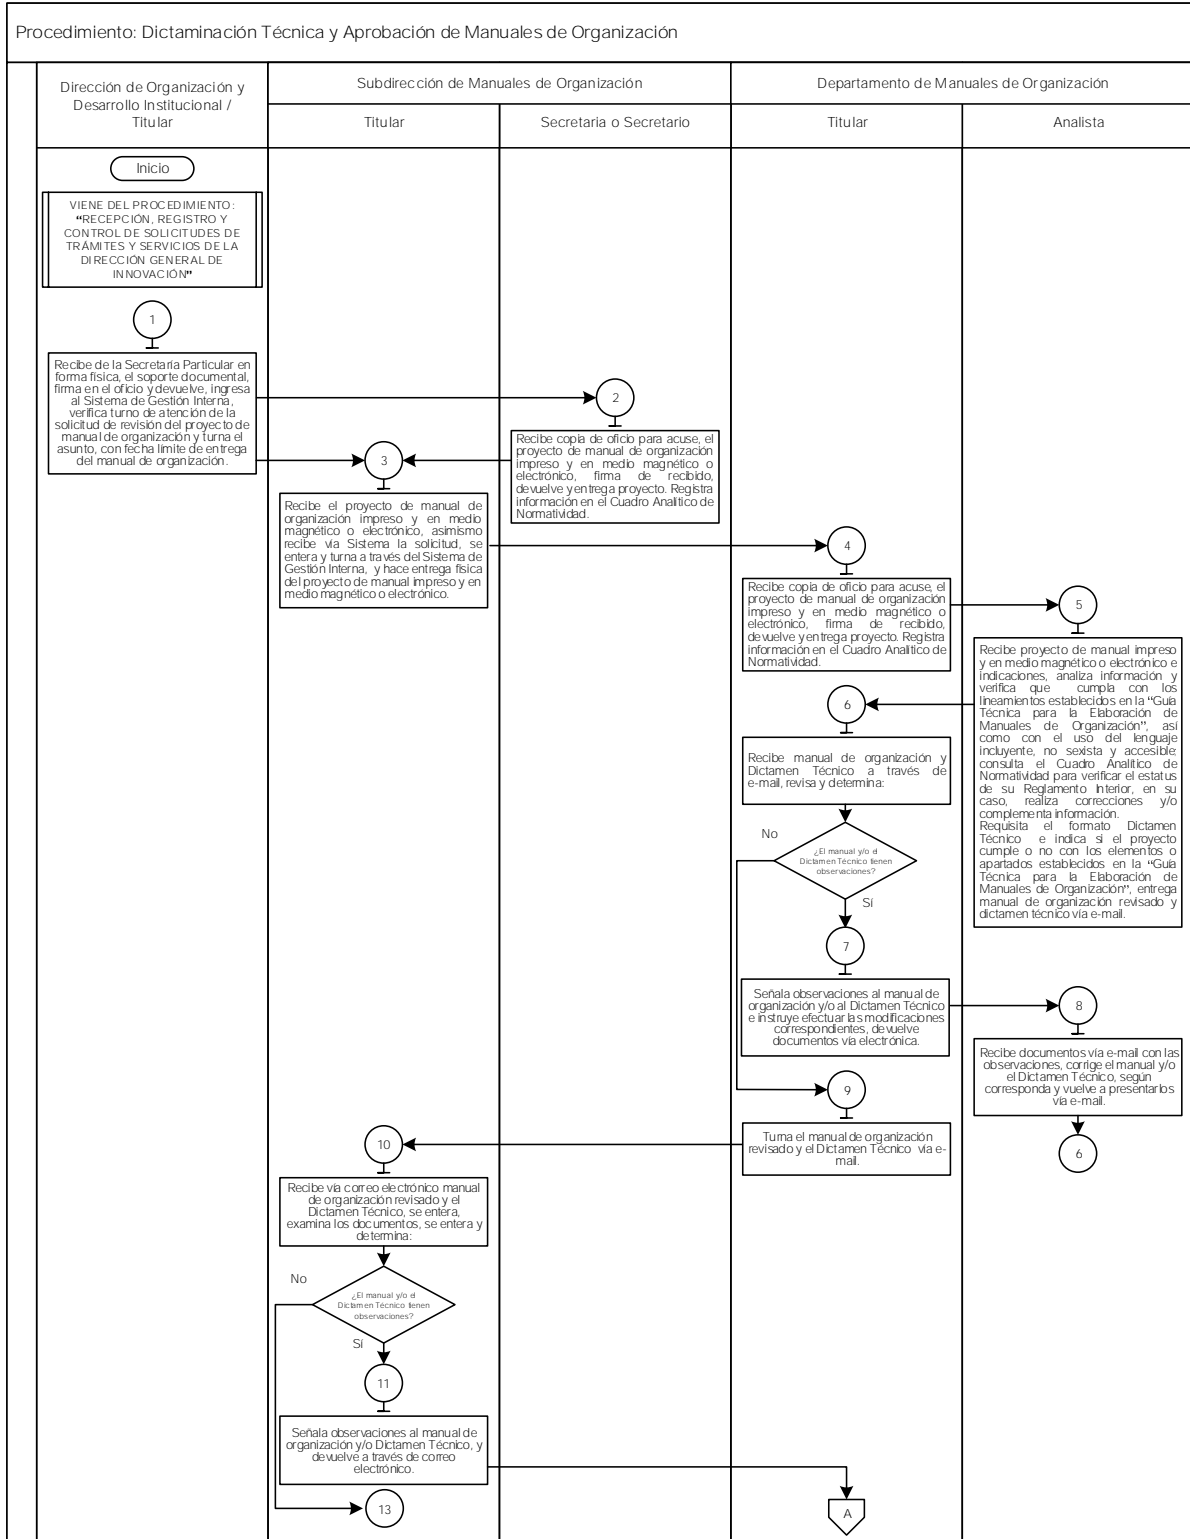 Procedimiento: Dictaminación Técnica y Aprobación de Manuales de Organización
Dirección de Organización y
Desarrollo Institucional /
Titular
Subdirección de Manuales de Organización
Titular
Secretaria o Secretario
Departamento de Manuales de Organización
Titular
Analista
Inicio
VIENE DEL PROCEDIMIENTO:
“RECEPCIÓN, REGISTRO Y
CONTROL DE SOLICITUDES DE
TRÁMITES Y SERVICIOS DE LA
DIRECCIÓN GENERAL DE
INNOVACIÓN”
1
Recibe de la Secretaría Particular en
forma física, el soporte documental,
firma en el oficio y devuelve, ingresa
al Sistema de Gestión Interna,
verifica turno de atención de la
solicitud de revisión del proyecto de
manual de organización y turna el
asunto, con fecha límite de entrega
del manual de organización.
2
Recibe copia de oficio para acuse, el
proyecto de manual de organización
impreso y en medio magnético o
electrónico, firma de recibido,
devuelve y entrega proyecto. Registra
información en el Cuadro Analítico de
Normatividad.
3
Recibe el proyecto de manual de
organización impreso y en medio
magnético o electrónico, asimismo
recibe vía Sistema la solicitud, se
entera y turna a través del Sistema de
Gestión Interna, y hace entrega física
del proyecto de manual impreso y en
medio magnético o electrónico.
4
Recibe copia de oficio para acuse, el
proyecto de manual de organización
impreso y en medio magnético o
electrónico, firma de recibido,
devuelve y entrega proyecto. Registra
información en el Cuadro Analítico de
Normatividad.
5
Recibe proyecto de manual impreso
y en medio magnético o electrónico e
indicaciones, analiza información y
verifica que cumpla con los
lineamientos establecidos en la “Guía
Técnica para la Elaboración de
Manuales de Organización”, así
como con el uso del lenguaje
incluyente, no sexista y accesible;
consulta el Cuadro Analítico de
Normatividad para verificar el estatus
de su Reglamento Interior, en su
caso, realiza correcciones y/o
complementa información.
Requisita el formato Dictamen
Técnico e indica si el proyecto
cumple o no con los elementos o
apartados establecidos en la “Guía
Técnica para la Elaboración de
Manuales de Organización”, entrega
manual de organización revisado y
dictamen técnico vía e-mail.
6
Recibe manual de organización y
Dictamen Técnico a través de
e-mail, revisa y determina:
No
¿El manual y/o el
Dictamen Técnico tienen
observaciones?
Sí
7
Señala observaciones al manual de
organización y/o al Dictamen Técnico
e instruye efectuar las modificaciones
correspondientes, devuelve
documentos vía electrónica.
8
Recibe documentos vía e-mail con las
observaciones, corrige el manual y/o
el Dictamen Técnico, según
corresponda y vuelve a presentarlos
vía e-mail.
6
9
Turna el manual de organización
revisado y el Dictamen Técnico vía e-
mail.
10
Recibe vía correo electrónico manual
de organización revisado y el
Dictamen Técnico, se entera,
examina los documentos, se entera y
determina:
No
¿El manual y/o el
Dictamen Técnico tienen
observaciones?
Sí
11
Señala observaciones al manual de
organización y/o Dictamen Técnico, y
devuelve a través de correo
electrónico.
13
A